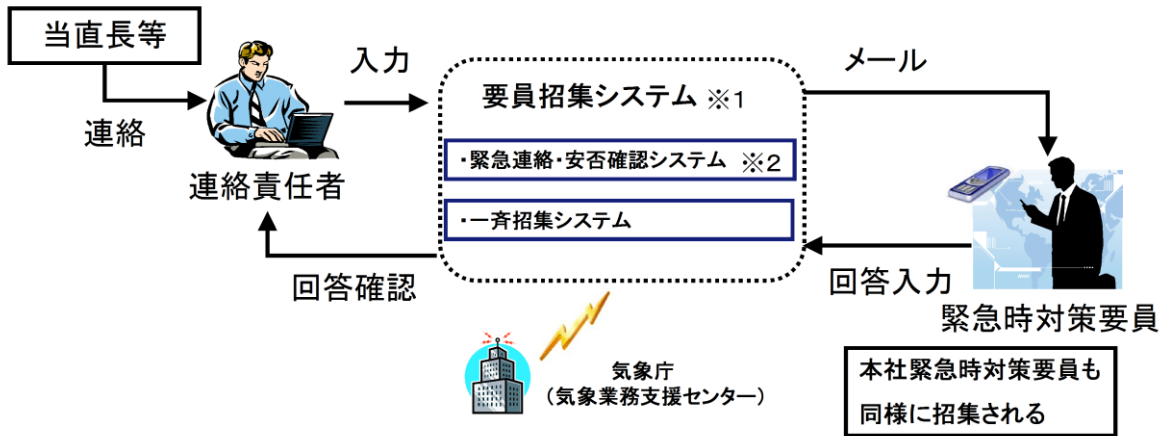 当直長等
連絡
連絡責任者
入力
要員招集システム ※1
・緊急連絡・安否確認システム ※2
・一斉招集システム
メール
回答入力
緊急時対策要員
回答確認
気象庁
(気象業務支援センター)
本社緊急時対策要員も
同様に招集される